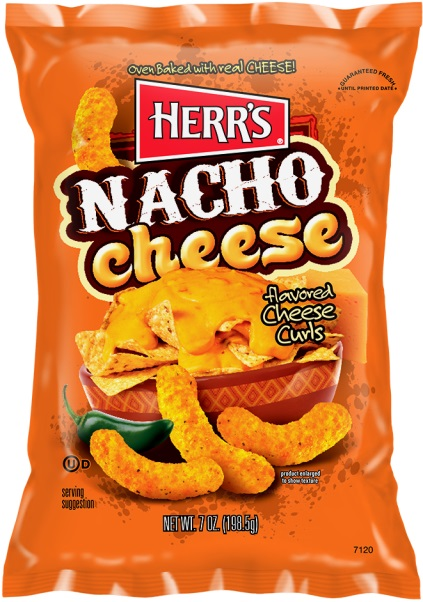 Oven Baked with real CHEESE!
GUARANTEED FRESH
•UNTIL PRINTED DATE•
HERR'S®
NACHO
cheese
flavored
Cheese
Curls
U D
product enlarged
to show texture
serving
suggestion
NET WT. 7 OZ. (198.5g)
7120